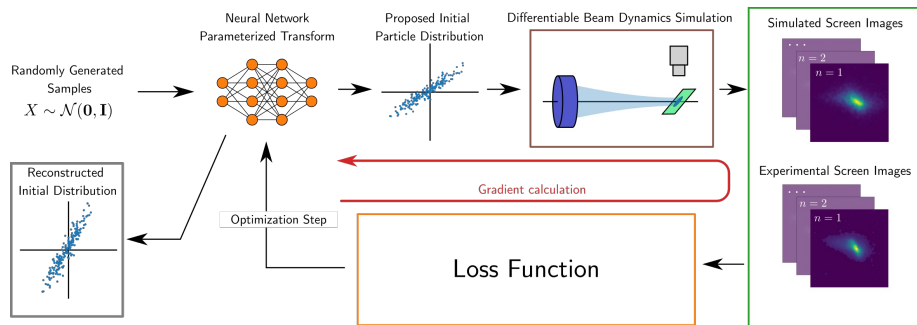 Neural Network
Parameterized Transform
Proposed Initial
Particle Distribution
Differentiable Beam Dynamics Simulation
Simulated Screen Images
Randomly Generated
Samples
X ∼ 𝒩(𝟎, 𝐈)
. . .
n = 2
n = 1
Reconstructed
Initial Distribution
Gradient calculation
Experimental Screen Images
. . .
n = 2
n = 1
Optimization Step
Loss Function